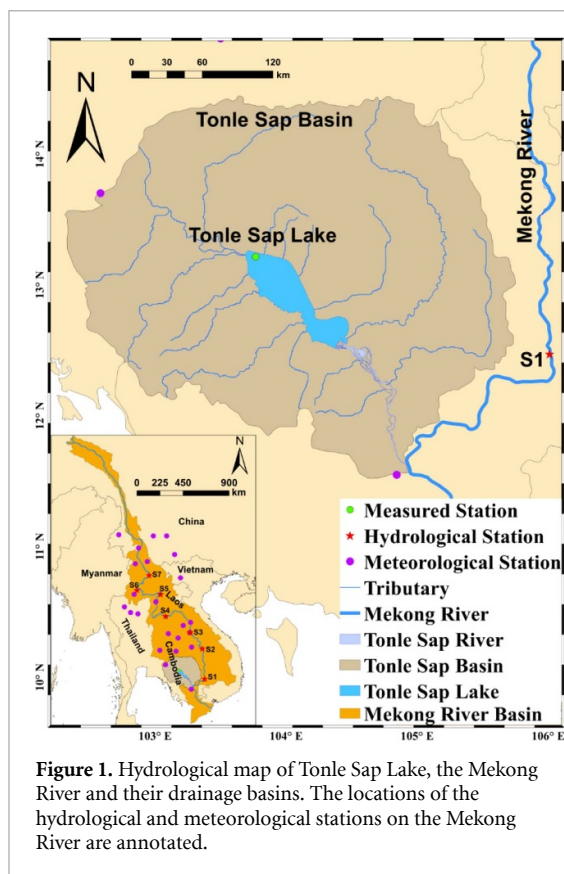 N
0 30 60 120
km
Tonle Sap Basin
Mekong River
14° N
Tonle Sap Lake
13° N
S1
12° N
N
0 225 450 900
km
China
Myanmar
Vietnam
S7
S6
S5
Laos
S4
Thailand
S3
Cambodia
S2
S1
11° N
10° N
Measured Station
Hydrological Station
Meteorological Station
Tributary
Mekong River
Tonle Sap River
Tonle Sap Basin
Tonle Sap Lake
Mekong River Basin
103° E 104° E 105° E 106° E
Figure 1. Hydrological map of Tonle Sap Lake, the Mekong
River and their drainage basins. The locations of the
hydrological and meteorological stations on the Mekong
River are annotated.